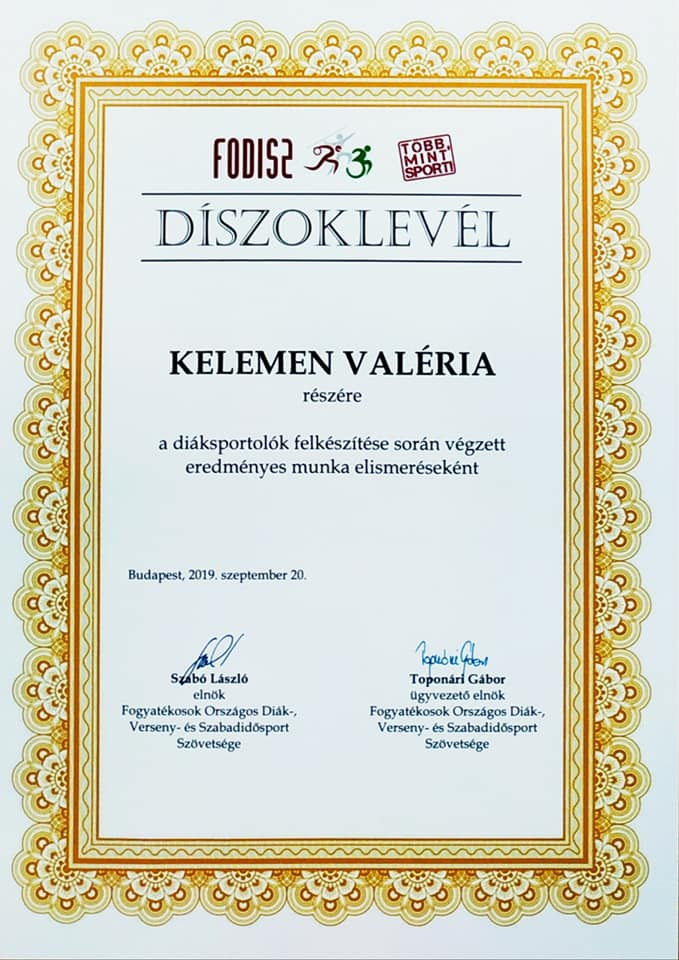 FODISZ
TÖBB,
MINT
SPORT!
DÍSZOKLEVÉL
KELEMEN VALÉRIA
részére
a diáksportolók felkészítése során végzett
eredményes munka elismeréseként
Budapest, 2019. szeptember 20.
Szabó László
elnök
Fogyatékosok Országos Diák-,
Verseny- és Szabadidősport
Szövetsége
Toponári Gábor
Toponári Gábor
ügyvezető elnök
Fogyatékosok Országos Diák-,
Verseny- és Szabadidősport
Szövetsége